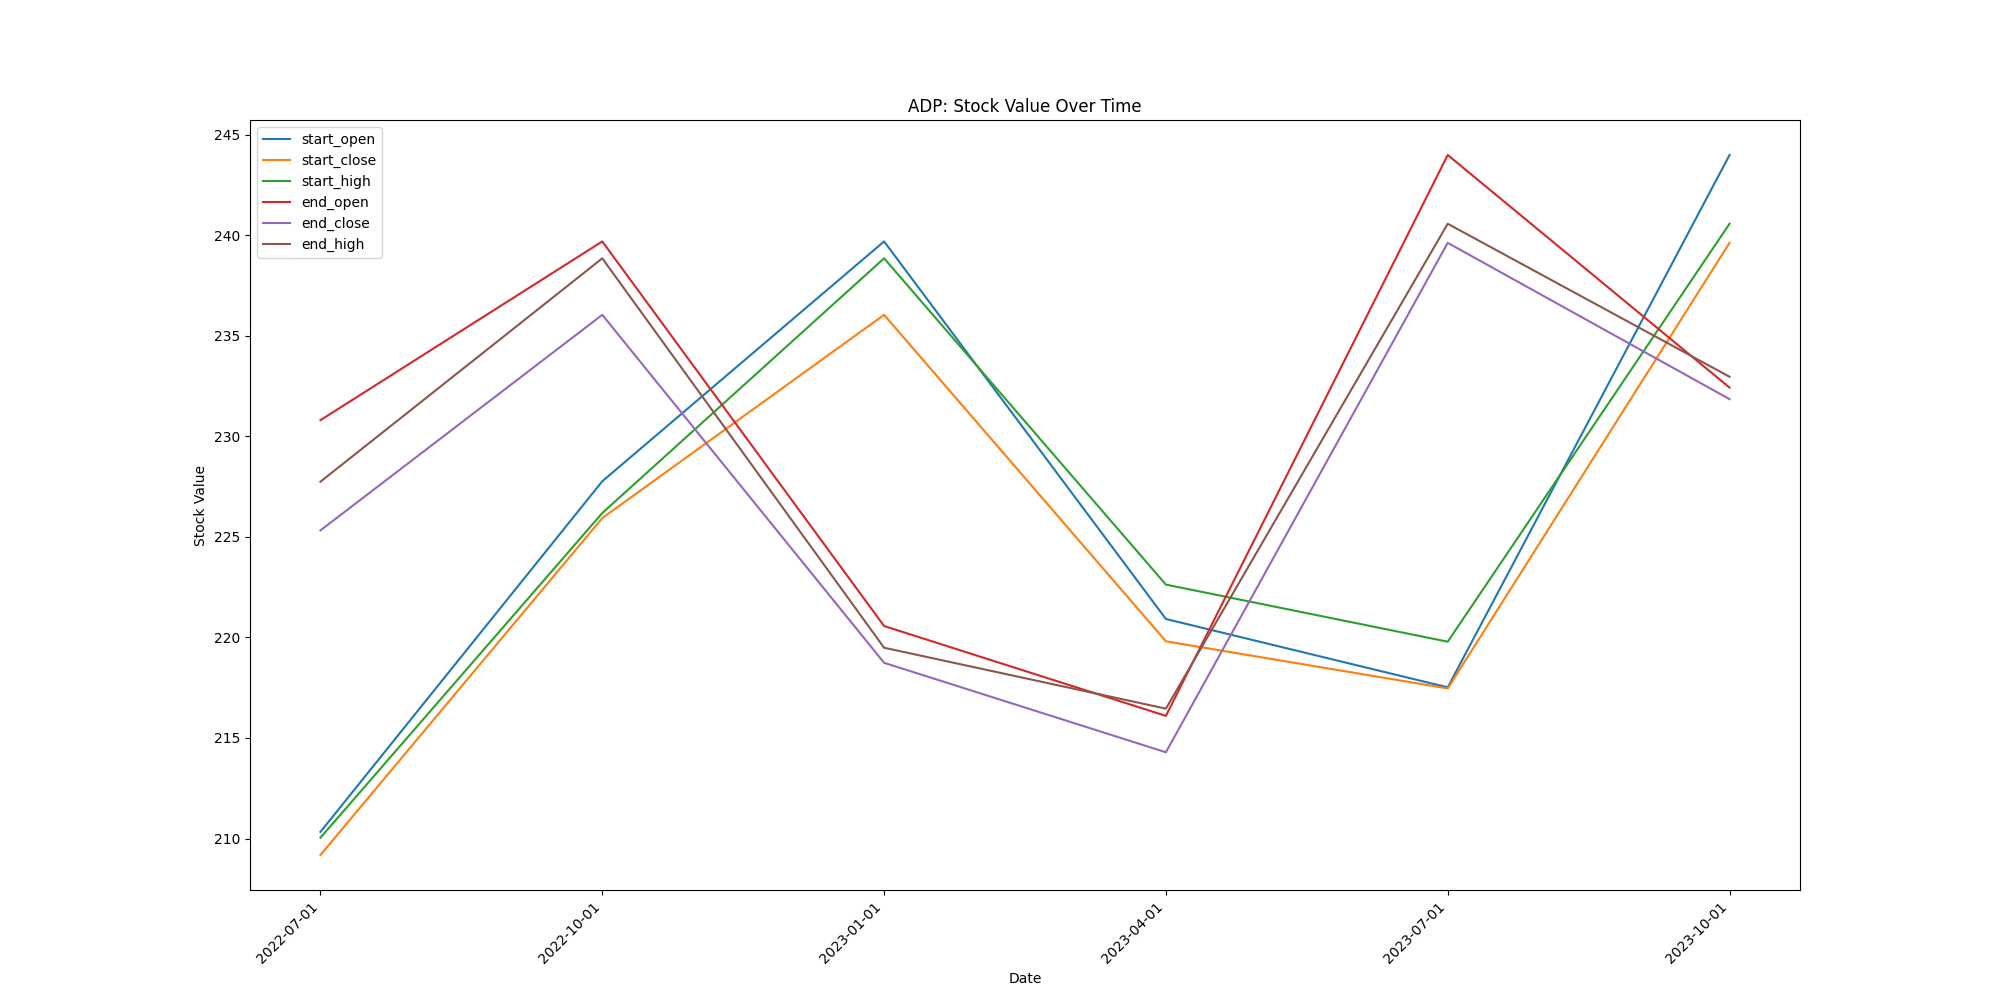 ADP: Stock Value Over Time
245
240
235
230
225
220
215
210
Stock Value
start_open
start_close
start_high
end_open
end_close
end_high
2022-07-01
2022-10-01
2023-01-01
2023-04-01
2023-07-01
2023-10-01
Date